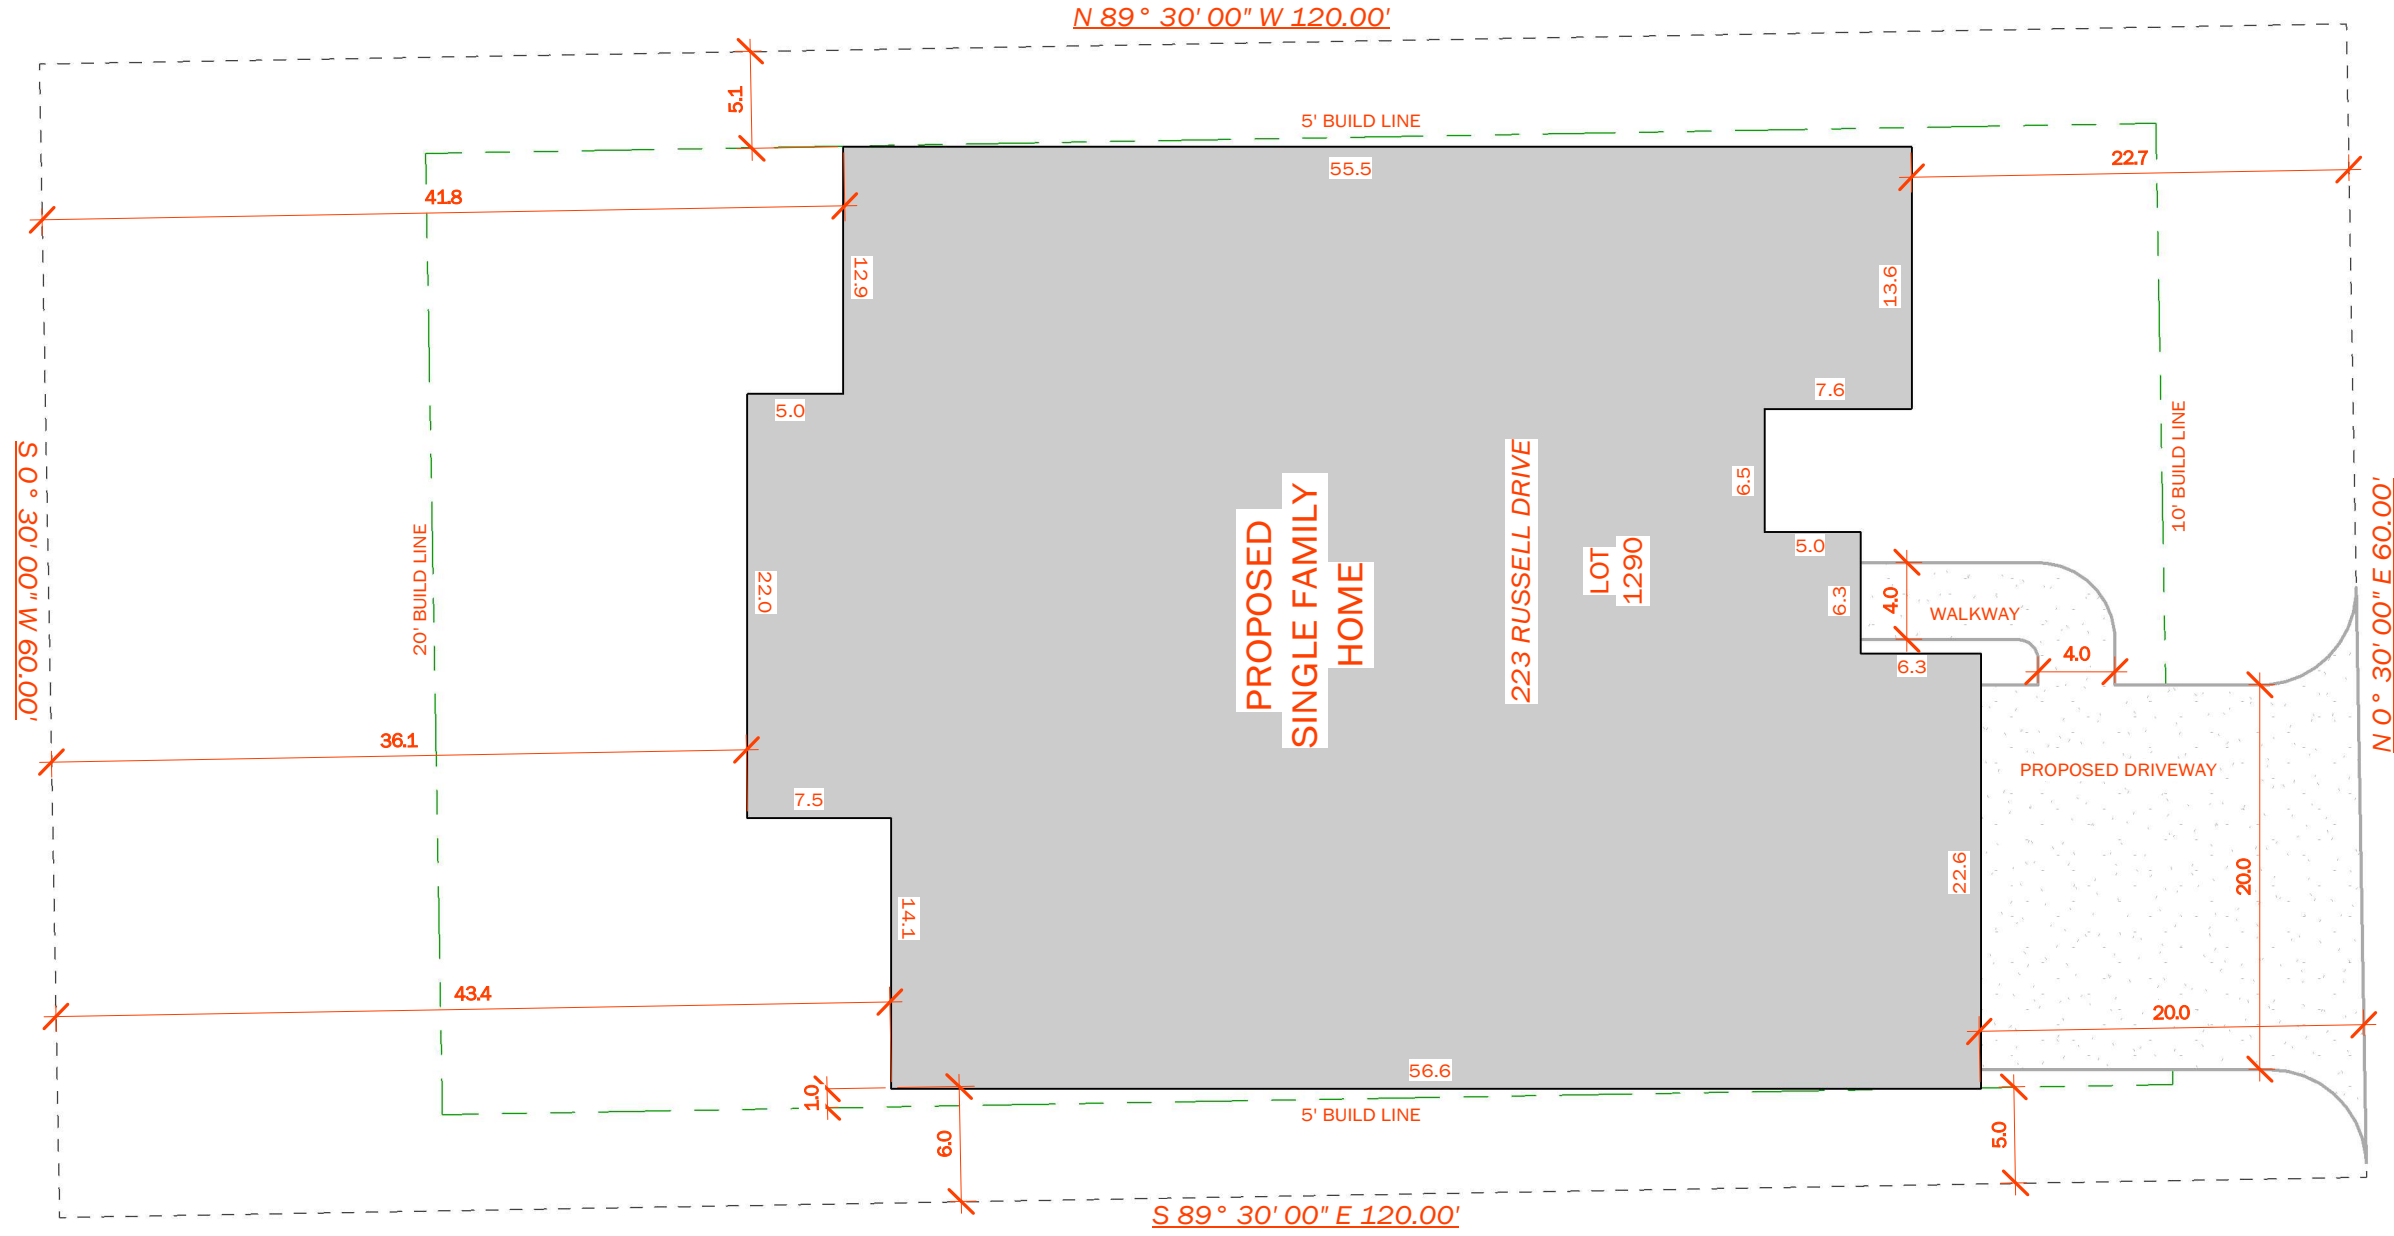 N 89° 30' 00" W 120.00'
5.1
5' BUILD LINE
55.5
22.7
41.8
12.9
13.6
5.0
7.6
10' BUILD LINE
6.5
5.0
S 0° 30' 00" W 60.00'
20' BUILD LINE
22.0
PROPOSED
SINGLE FAMILY
HOME
223 RUSSELL DRIVE
LOT
1290
6.3
4.0
WALKWAY
6.3
4.0
N 0° 30' 00" E 60.00'
36.1
PROPOSED DRIVEWAY
7.5
14.1
22.6
20.0
43.4
20.0
1.0
56.6
5' BUILD LINE
6.0
5.0
S 89° 30' 00" E 120.00'